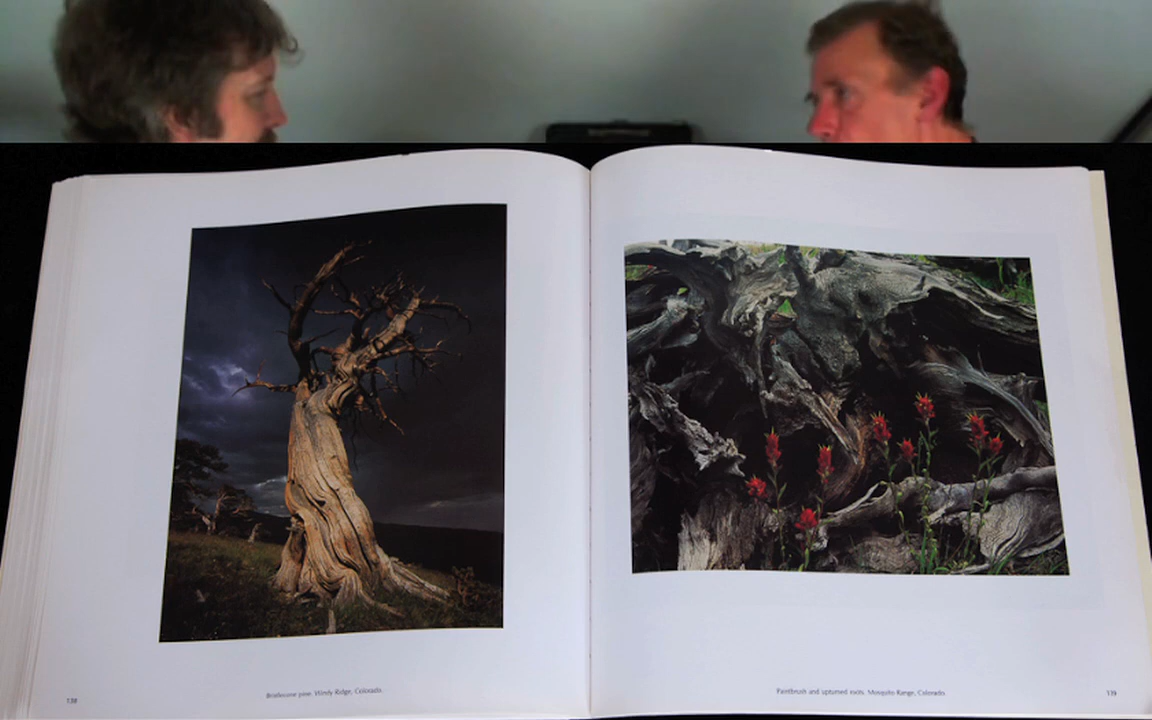 Bristlecone pine. Windy Ridge, Colorado
138
Paintbrush and upturned roots. Mosquito Range, Colorado
139